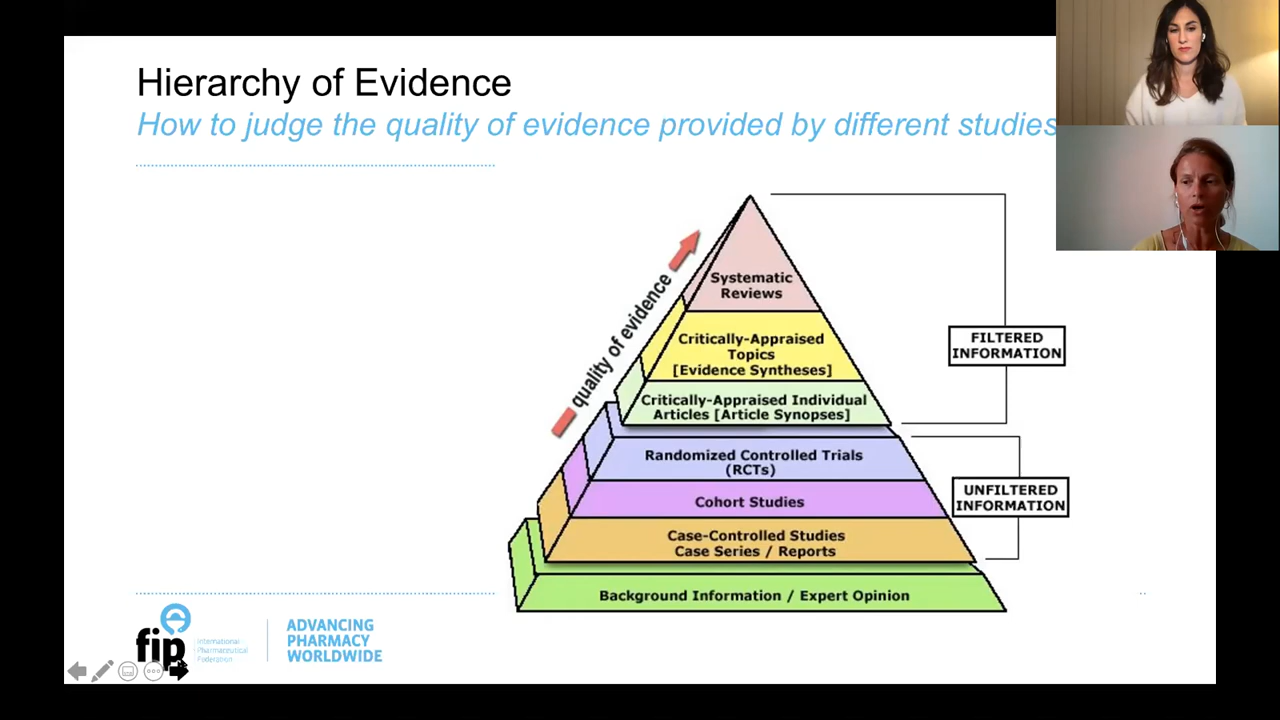 Hierarchy of Evidence
How to judge the quality of evidence provided by different studies
quality of evidence
Systematic
Reviews
Critically-Appraised
Topics
[Evidence Syntheses]
Critically-Appraised Individual
Articles [Article Synopses]
FILTERED
INFORMATION
Randomized Controlled Trials
(RCTs)
Cohort Studies
Case-Controlled Studies
Case Series / Reports
UNFILTERED
INFORMATION
Background Information / Expert Opinion
fip
International
Pharmaceutical
Federation
ADVANCING
PHARMACY
WORLDWIDE